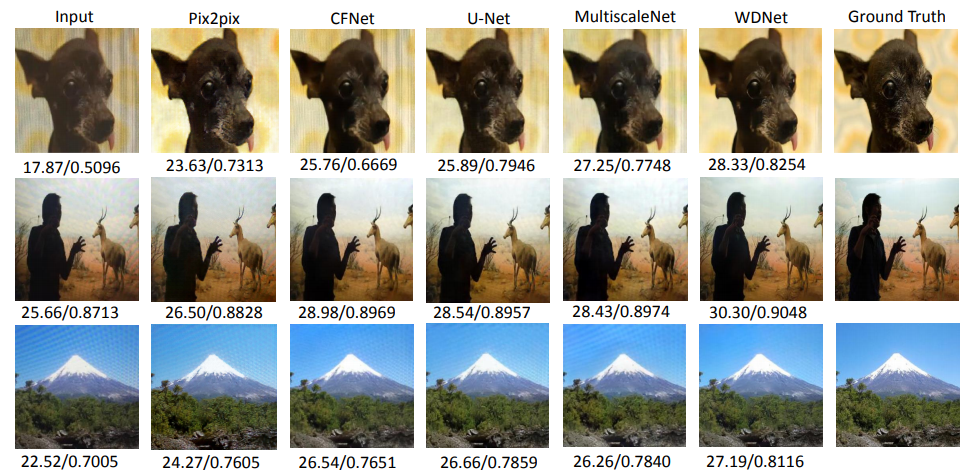 Input Pix2pix CFNet U-Net MultiscaleNet WDNet Ground Truth
17.87/0.5096 23.63/0.7313 25.76/0.6669 25.89/0.7946 27.25/0.7748 28.33/0.8254
25.66/0.8713 26.50/0.8828 28.98/0.8969 28.54/0.8957 28.43/0.8974 30.30/0.9048
22.52/0.7005 24.27/0.7605 26.54/0.7651 26.66/0.7859 26.26/0.7840 27.19/0.8116